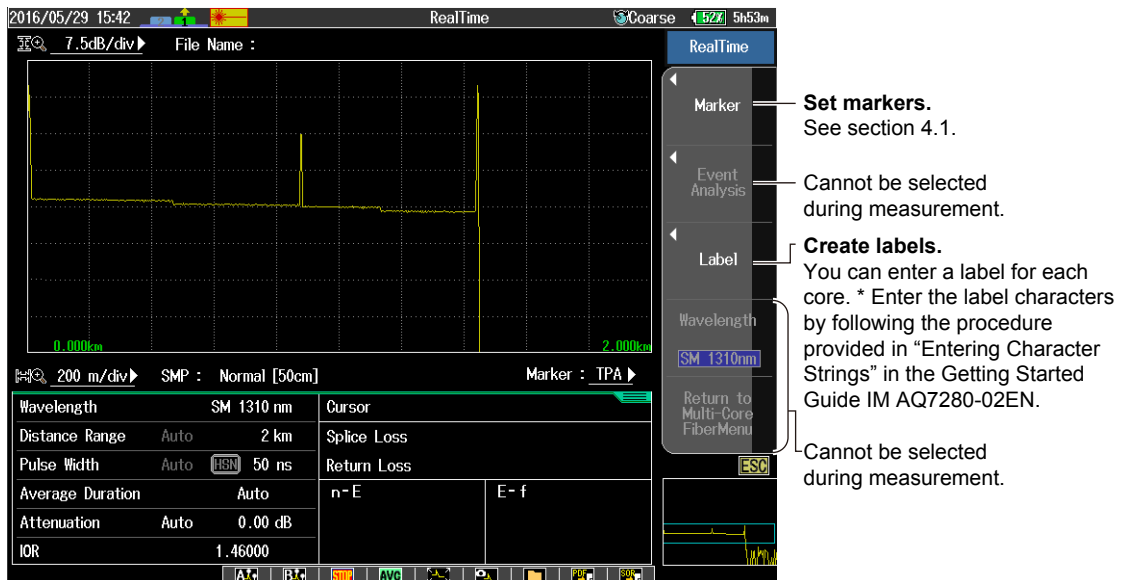 2016/05/29 15:42 2 1 RealTime Coarse 52% 5h53m
7.5dB/div File Name :
RealTime
Marker
Event
Analysis
Label
Wavelength
SM 1310nm
Return to
Multi-Core
FiberMenu
ESC
0.000km 2.000km
200 m/div SMP : Normal [50cm] Marker : TPA
Wavelength SM 1310 nm
Distance Range Auto 2 km
Pulse Width Auto HSN 50 ns
Average Duration Auto
Attenuation Auto 0.00 dB
IOR 1.46000
Cursor
Splice Loss
Return Loss
n-E E-f
A B STOP AVG PDF SOR
Set markers.
See section 4.1.
Cannot be selected
during measurement.
Create labels.
You can enter a label for each
core. * Enter the label characters
by following the procedure
provided in “Entering Character
Strings” in the Getting Started
Guide IM AQ7280-02EN.
Cannot be selected
during measurement.